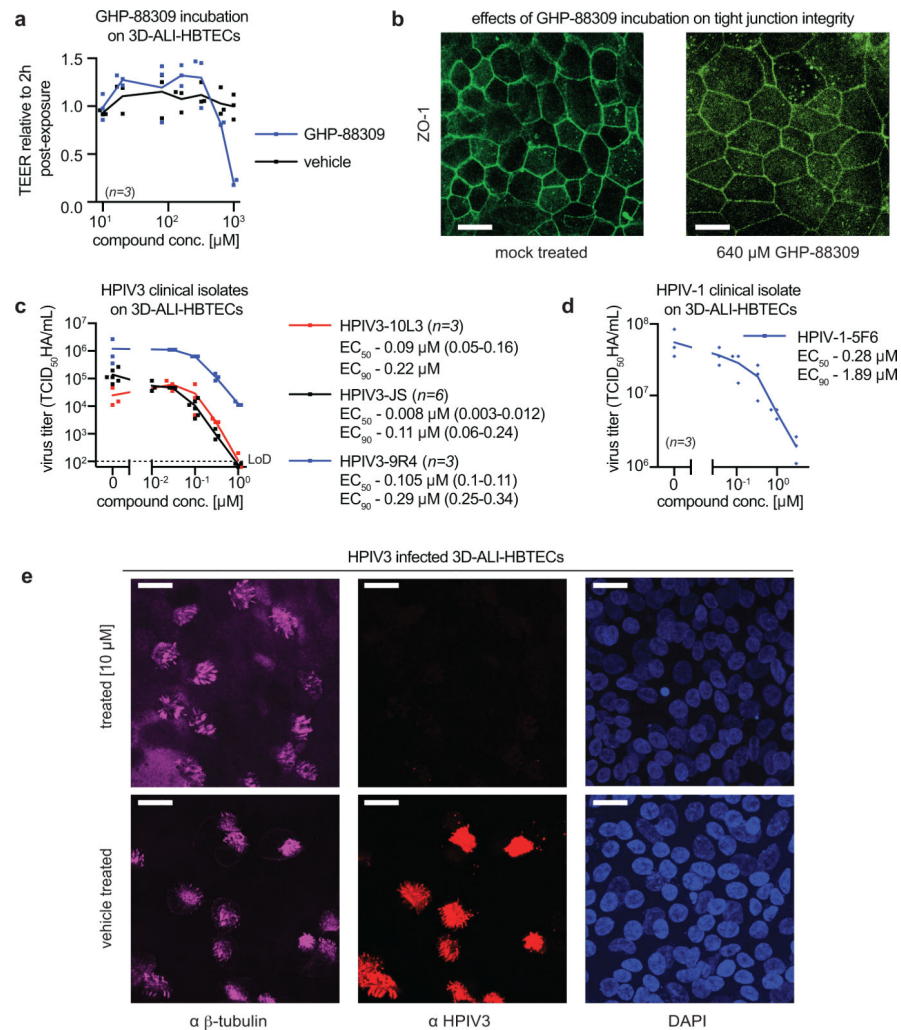 a
GHP-88309 incubation
on 3D-ALI-HBTECs
TEER relative to 2h
post-exposure
1.5
1.0
0.5
0.0
(n=3)
10¹
10²
10³
compound conc. [µM]
GHP-88309
vehicle
b
effects of GHP-88309 incubation on tight junction integrity
ZO-1
mock treated
640 µM GHP-88309
c
HPIV3 clinical isolates
on 3D-ALI-HBTECs
virus titer (TCID₅₀HA/mL)
10⁷
10⁶
10⁵
10⁴
10³
10²
LoD
0
10⁻²
10⁻¹
10⁰
compound conc. [µM]
HPIV3-10L3 (n=3)
EC₅₀ - 0.09 µM (0.05-0.16)
EC₉₀ - 0.22 µM
HPIV3-JS (n=6)
EC₅₀ - 0.008 µM (0.003-0.012)
EC₉₀ - 0.11 µM (0.06-0.24)
HPIV3-9R4 (n=3)
EC₅₀ - 0.105 µM (0.1-0.11)
EC₉₀ - 0.29 µM (0.25-0.34)
d
HPIV-1 clinical isolate
on 3D-ALI-HBTECs
virus titer (TCID₅₀HA/mL)
10⁸
10⁷
10⁶
(n=3)
0
10⁻¹
10⁰
compound conc. [µM]
HPIV-1-5F6
EC₅₀ - 0.28 µM
EC₉₀ - 1.89 µM
e
HPIV3 infected 3D-ALI-HBTECs
treated [10 µM]
vehicle treated
α β-tubulin
α HPIV3
DAPI